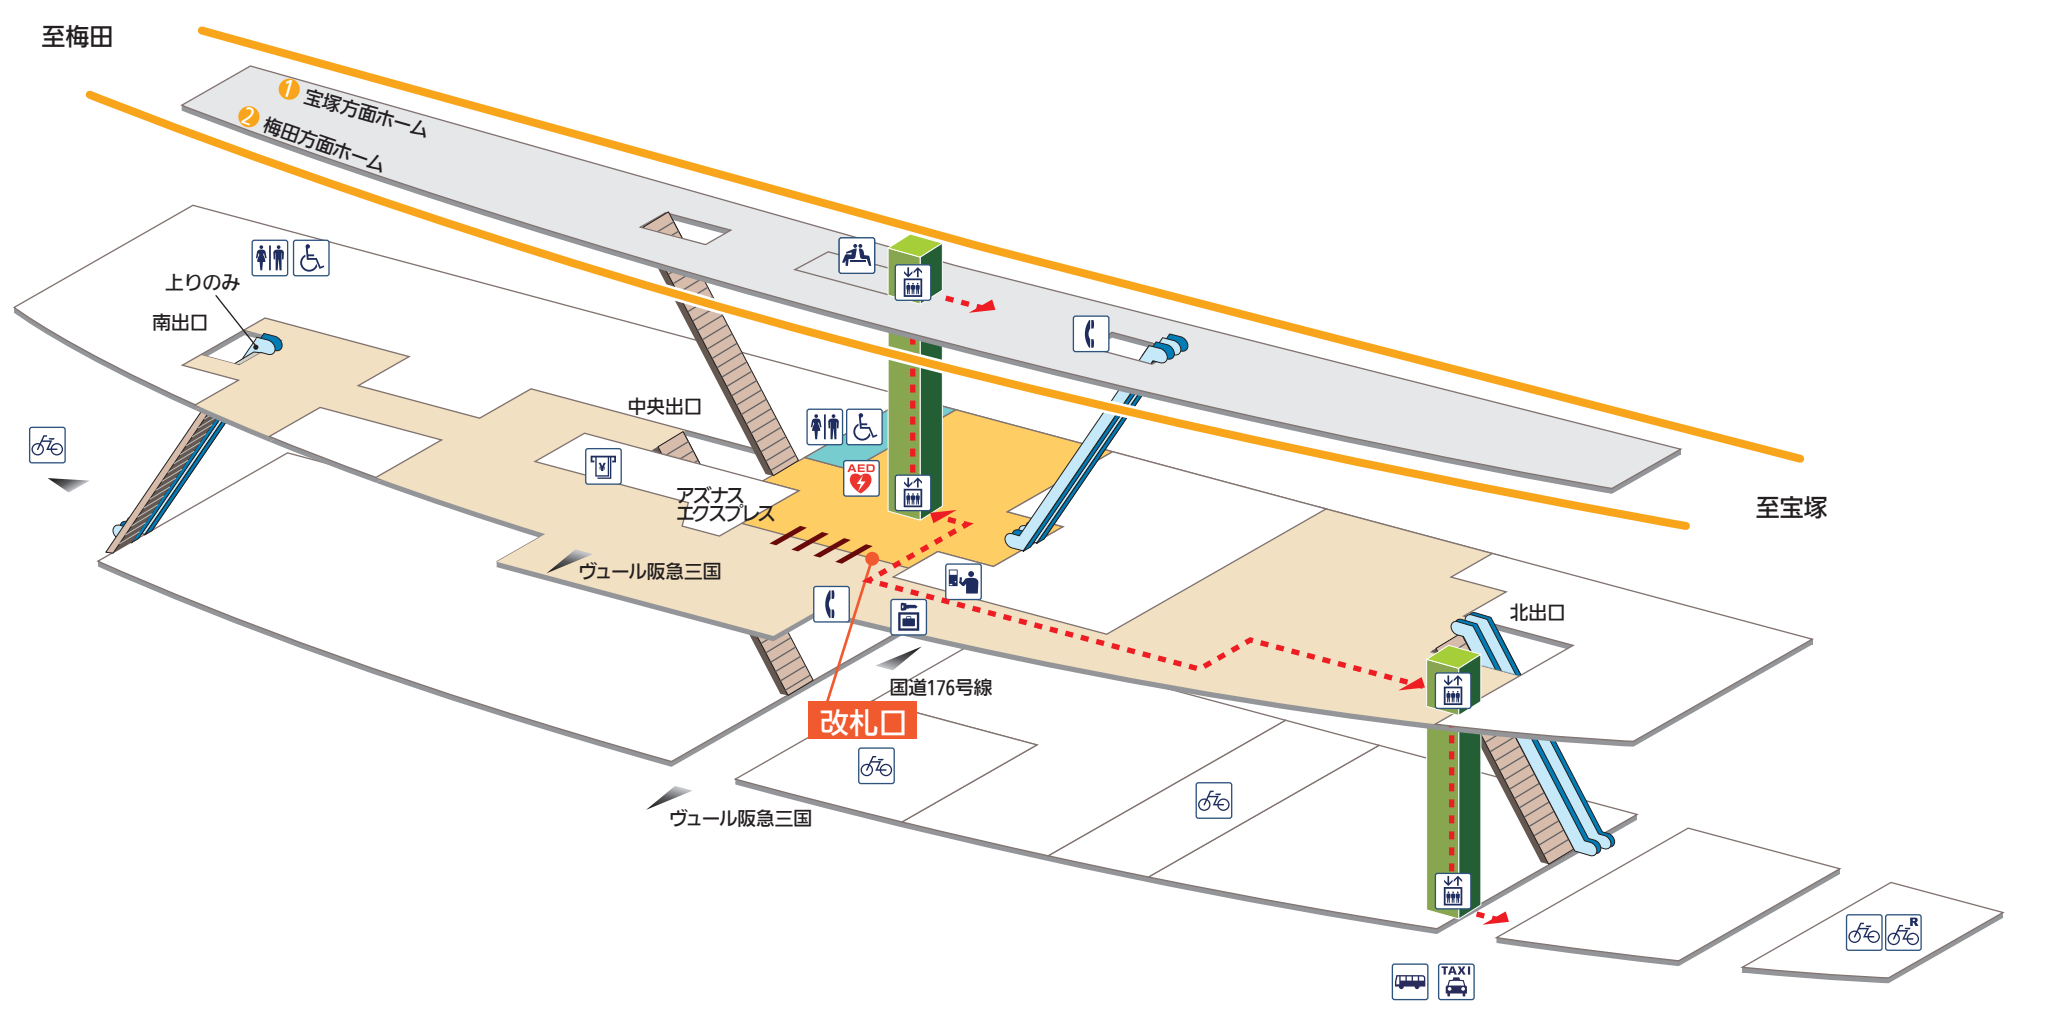 至梅田
1 宝塚方面ホーム
2 梅田方面ホーム
上りのみ
南出口
中央出口
AED
¥
アズナス
エクスプレス
至宝塚
ヴュール阪急三国
北出口
国道176号線
改札口
ヴュール阪急三国
R
TAXI